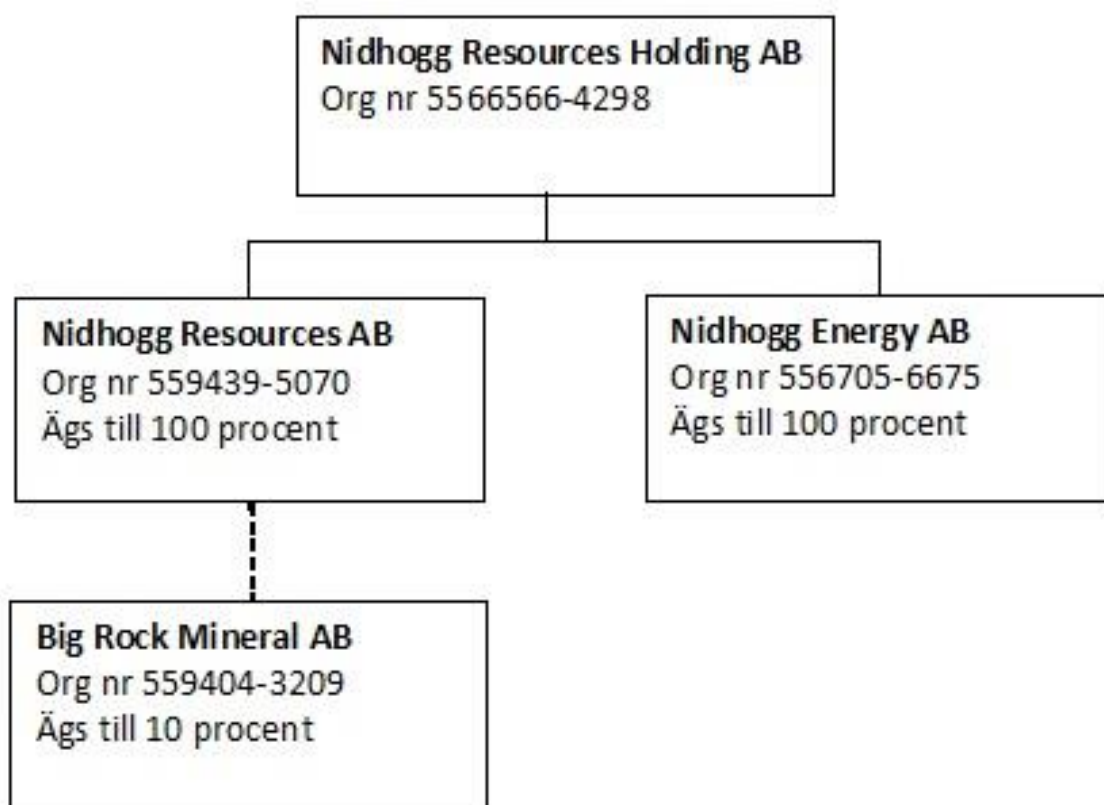 Nidhogg Resources Holding AB
Org nr 5566566-4298
Nidhogg Resources AB
Org nr 559439-5070
Ägs till 100 procent
Nidhogg Energy AB
Org nr 556705-6675
Ägs till 100 procent
Big Rock Mineral AB
Org nr 559404-3209
Ägs till 10 procent